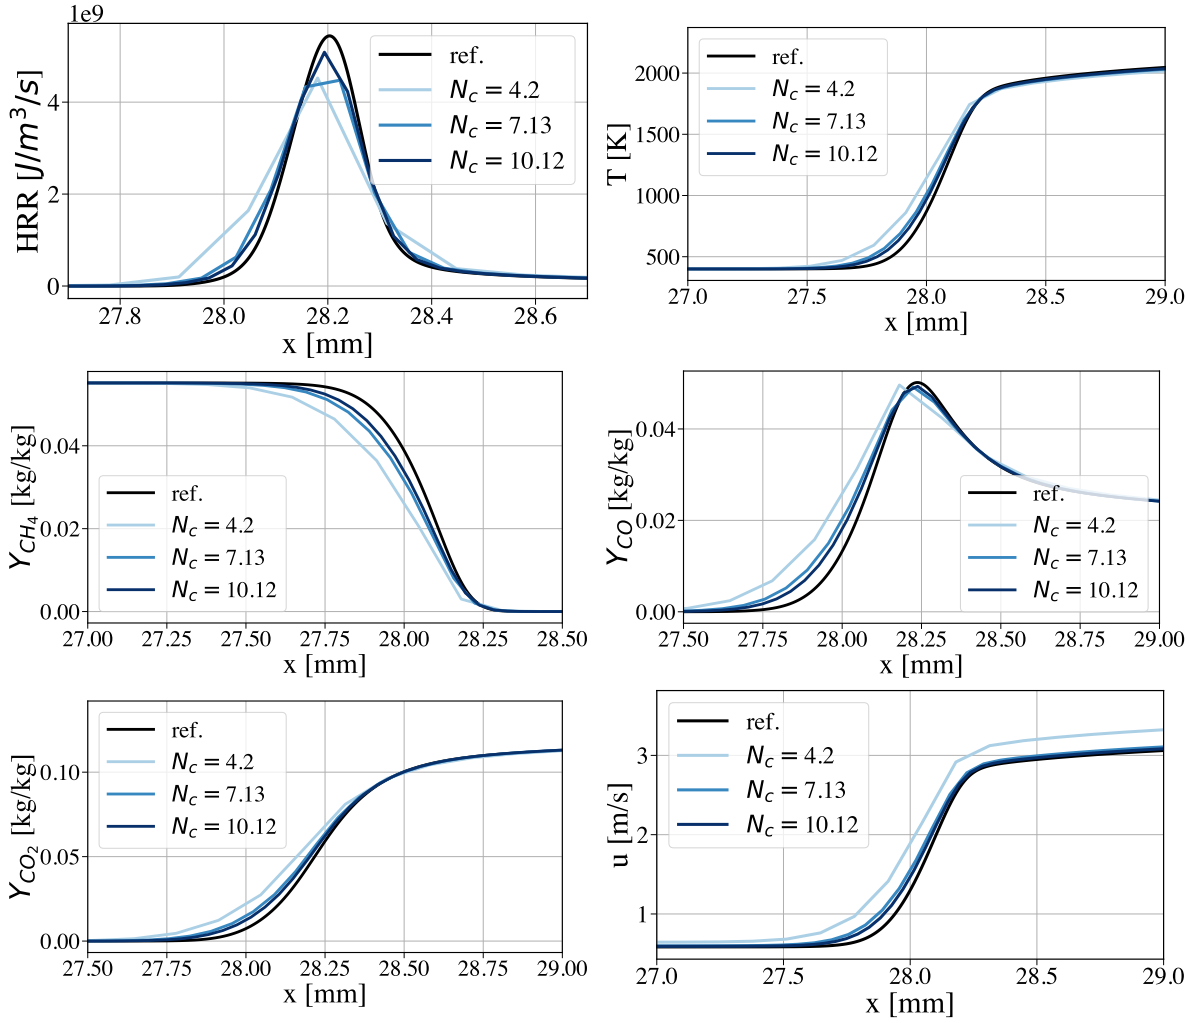 1e9
HRR [J/m³/s]
4
2
0
ref.
N_c = 4.2
N_c = 7.13
N_c = 10.12
27.8 28.0 28.2 28.4 28.6
x [mm]
T [K]
2000
1500
1000
500
ref.
N_c = 4.2
N_c = 7.13
N_c = 10.12
27.0 27.5 28.0 28.5 29.0
x [mm]
Y_{CH_4} [kg/kg]
0.04
0.02
0.00
ref.
N_c = 4.2
N_c = 7.13
N_c = 10.12
27.00 27.25 27.50 27.75 28.00 28.25 28.50
x [mm]
Y_{CO} [kg/kg]
0.04
0.02
0.00
ref.
N_c = 4.2
N_c = 7.13
N_c = 10.12
27.50 27.75 28.00 28.25 28.50 28.75 29.00
x [mm]
Y_{CO_2} [kg/kg]
0.10
0.05
0.00
ref.
N_c = 4.2
N_c = 7.13
N_c = 10.12
27.50 27.75 28.00 28.25 28.50 28.75 29.00
x [mm]
u [m/s]
3
2
1
ref.
N_c = 4.2
N_c = 7.13
N_c = 10.12
27.0 27.5 28.0 28.5 29.0
x [mm]